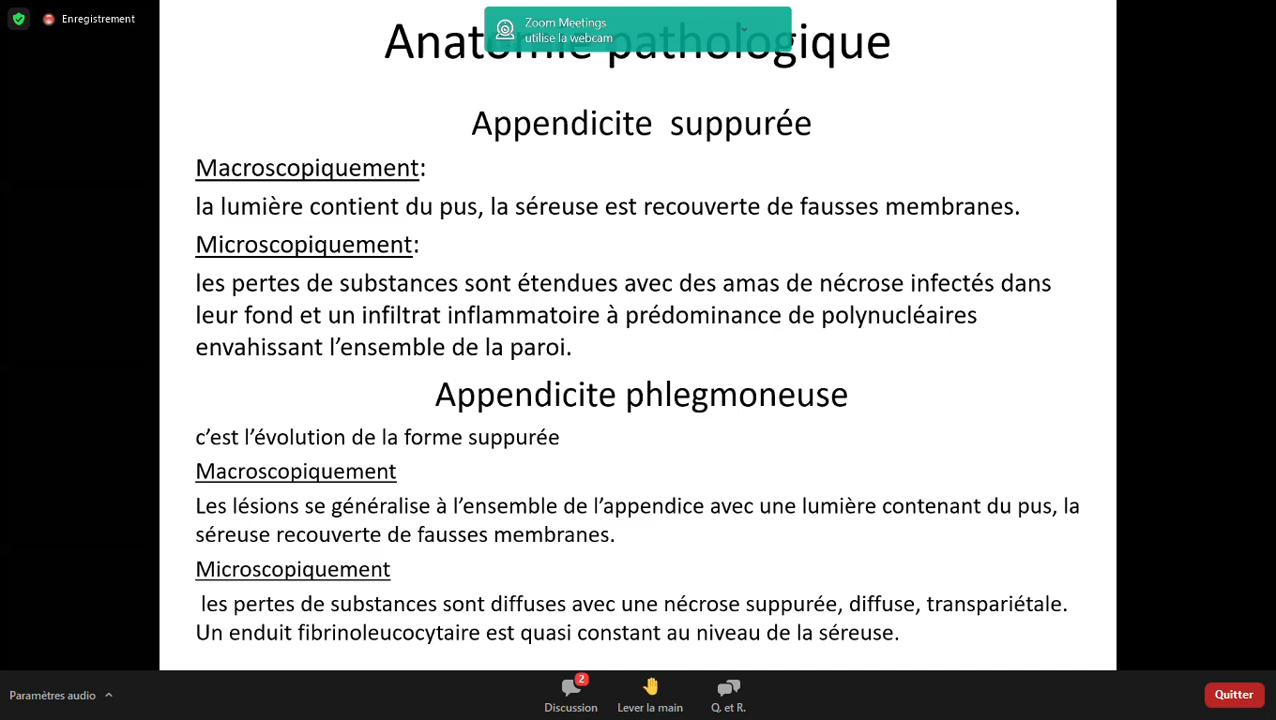 Enregistrement
Zoom Meetings
utilise la webcam
Anatomie pathologique
Appendicite suppurée
Macroscopiquement:
la lumière contient du pus, la séreuse est recouverte de fausses membranes.
Microscopiquement:
les pertes de substances sont étendues avec des amas de nécrose infectés dans
leur fond et un infiltrat inflammatoire à prédominance de polynucléaires
envahissant l’ensemble de la paroi.
Appendicite phlegmoneuse
c’est l’évolution de la forme suppurée
Macroscopiquement
Les lésions se généralise à l’ensemble de l’appendice avec une lumière contenant du pus, la
séreuse recouverte de fausses membranes.
Microscopiquement
les pertes de substances sont diffuses avec une nécrose suppurée, diffuse, transpariétale.
Un enduit fibrinoleucocytaire est quasi constant au niveau de la séreuse.
Paramètres audio
2
Discussion
Lever la main
Q. et R.
Quitter